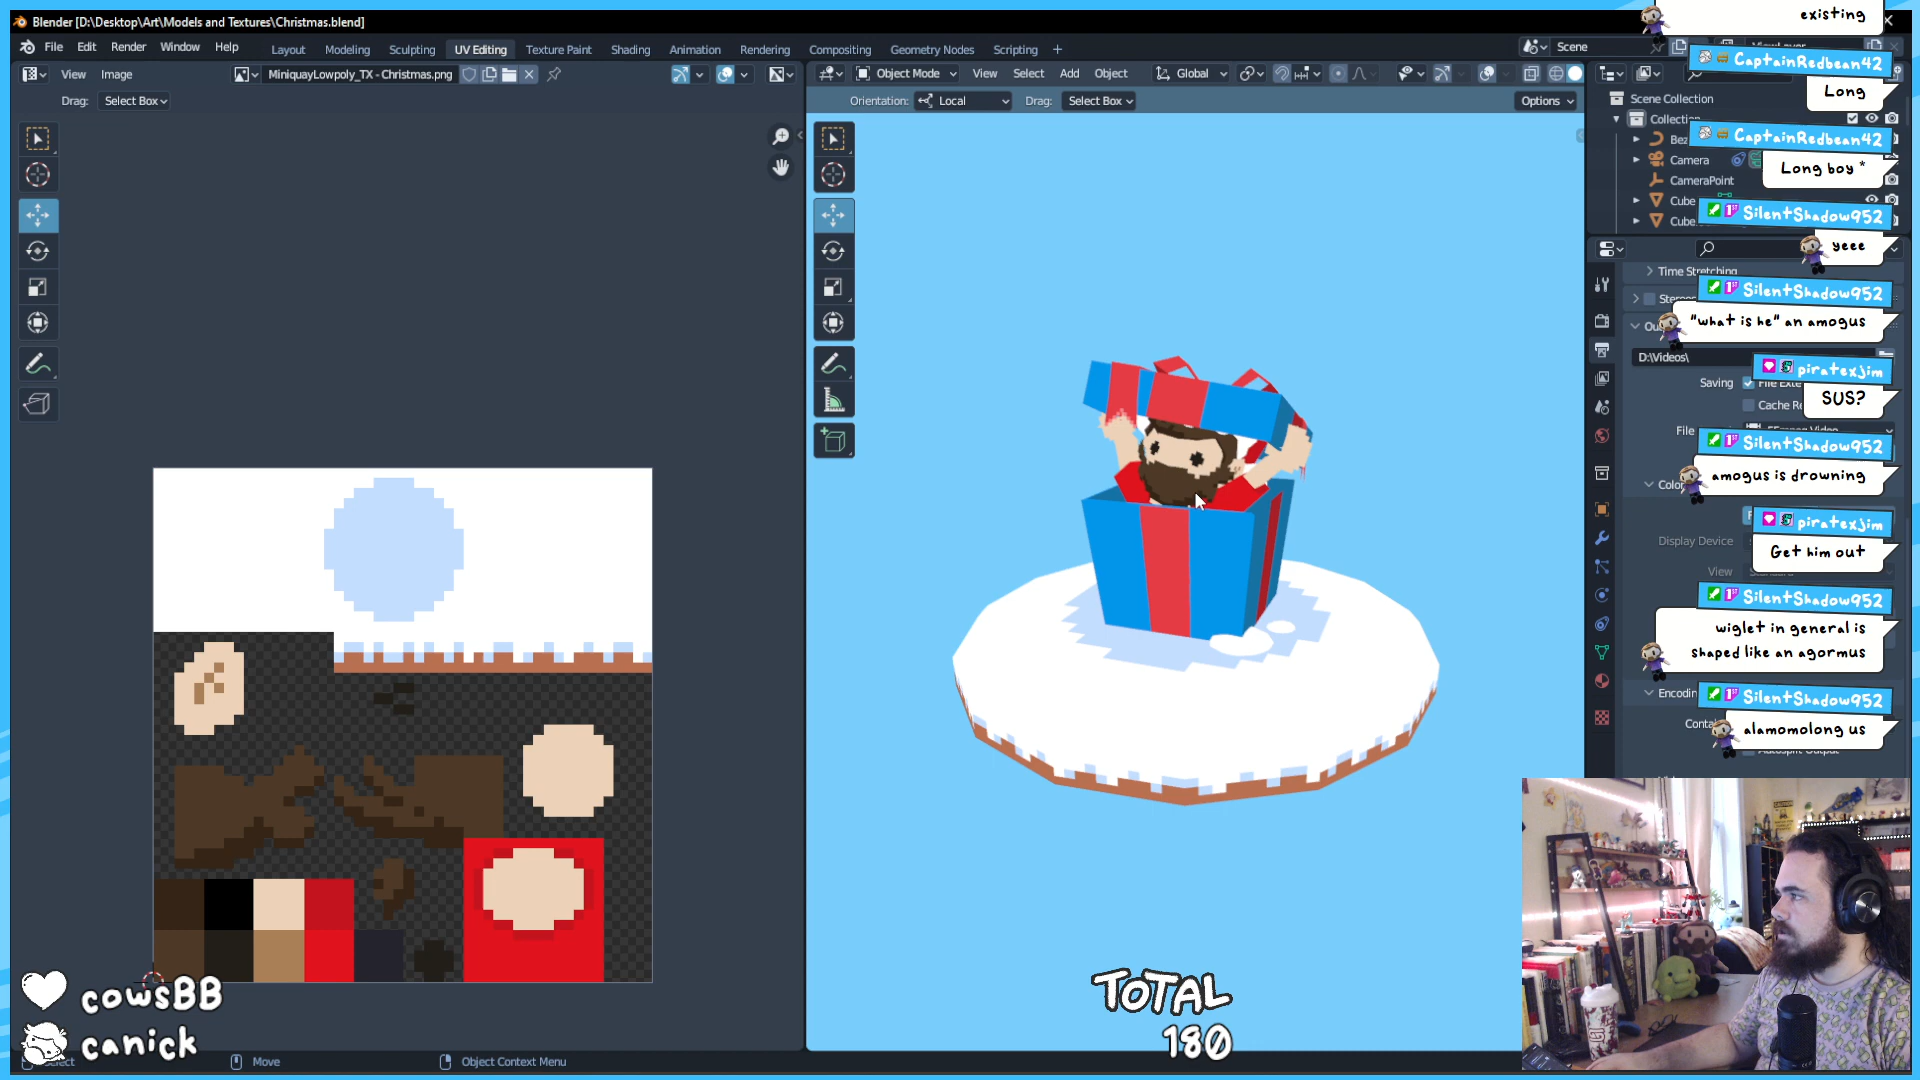 Blender [D:\Desktop\Art\Models and Textures\Christmas.blend]
File Edit Render Window Help
Layout Modeling Sculpting UV Editing Texture Paint Shading Animation Rendering Compositing Geometry Nodes Scripting +
Scene
View Image
MiniquayLowpoly_TX - Christmas.png
Object Mode View Select Add Object Global
Drag: Select Box
Orientation: Local Drag: Select Box Options
Scene Collection
Collection
Camera
CameraPoint
Cube
Cube
Time Stretching
D:\Videos\
Saving
Cache Re
File
Display Device
View
Encodin
Conta
existing
CaptainRedbean42
Long
CaptainRedbean42
Long boy *
SilentShadow952
yeee
SilentShadow952
"what is he" an amogus
piratexjim
SUS?
SilentShadow952
amogus is drowning
piratexjim
Get him out
SilentShadow952
wiglet in general is
shaped like an agormus
SilentShadow952
alamomolong us
TOTAL
180
cowsBB
canick
Move
Object Context Menu